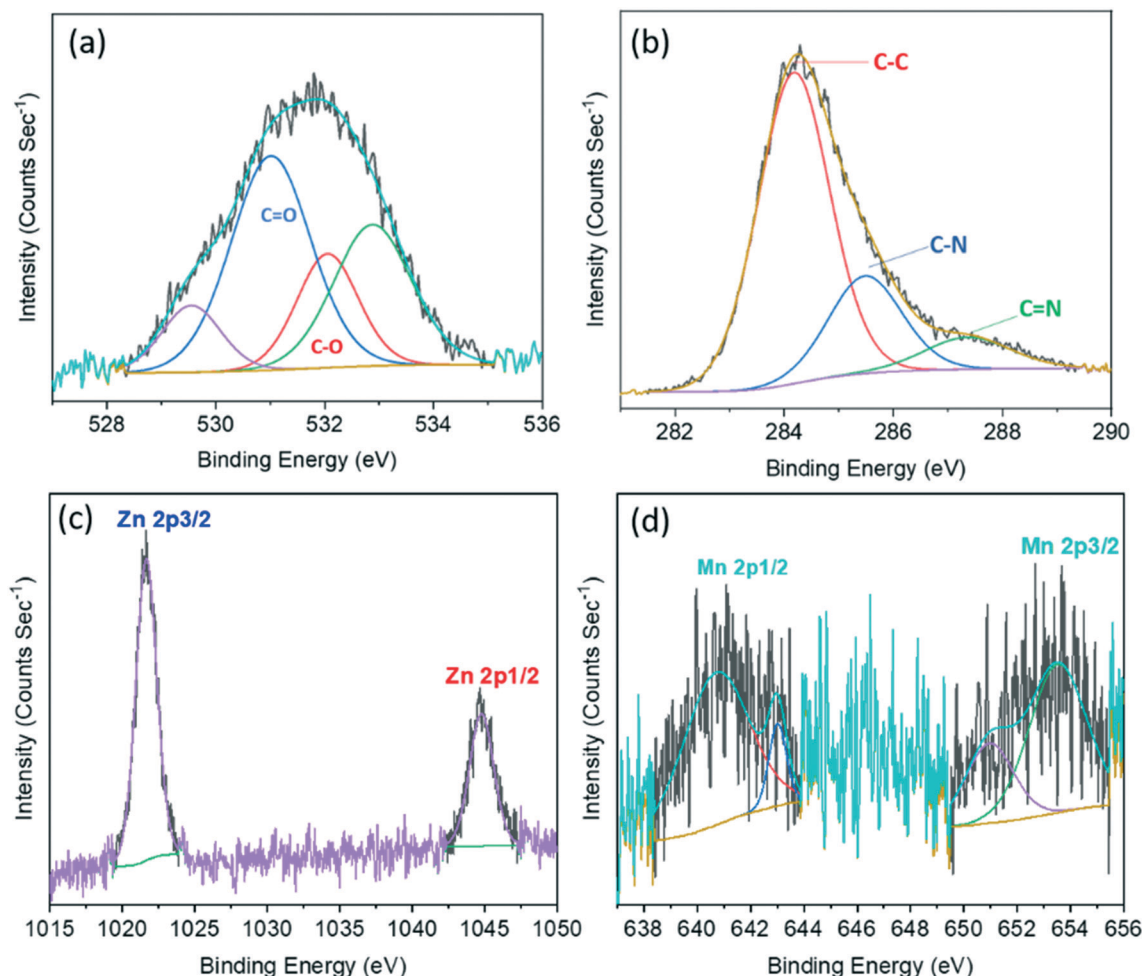 (a)
C=O
C-O
Intensity (Counts Sec⁻¹)
528 530 532 534 536
Binding Energy (eV)
(b)
C-C
C-N
C=N
Intensity (Counts Sec⁻¹)
282 284 286 288 290
Binding Energy (eV)
(c)
Zn 2p3/2
Zn 2p1/2
Intensity (Counts Sec⁻¹)
1015 1020 1025 1030 1035 1040 1045 1050
Binding Energy (eV)
(d)
Mn 2p1/2
Mn 2p3/2
Intensity (Counts Sec⁻¹)
638 640 642 644 646 648 650 652 654 656
Binding Energy (eV)